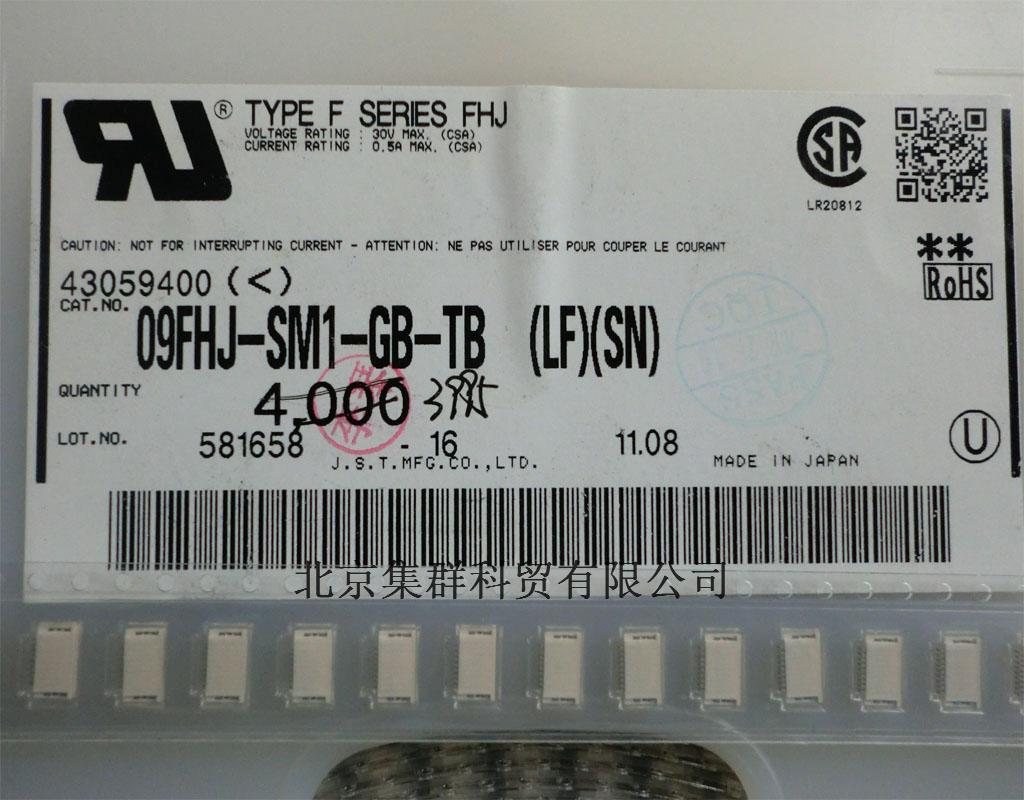 RU ® TYPE F SERIES FHJ
VOLTAGE RATING : 30V MAX. (CSA)
CURRENT RATING : 0.5A MAX. (CSA)
CSA
LR20812
CAUTION: NOT FOR INTERRUPTING CURRENT - ATTENTION: NE PAS UTILISER POUR COUPER LE COURANT
**
RoHS
43059400 (<)
CAT.NO.
09FHJ-SM1-GB-TB (LF)(SN)
QUANTITY
4,000 3995
LOT.NO. 581658 - 16 11.08
U
J.S.T.MFG.CO.,LTD. MADE IN JAPAN
北京集群科贸有限公司